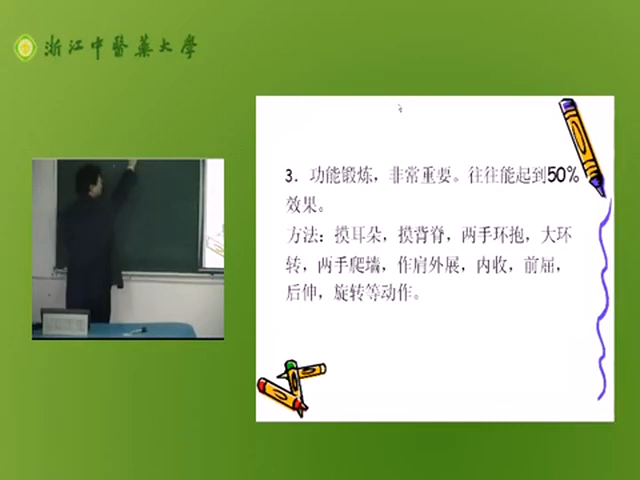 浙江中醫藥大學
3．功能锻炼，非常重要。往往能起到50%
效果。
方法：摸耳朵，摸背脊，两手环抱，大环
转，两手爬墙，作肩外展，内收，前屈，
后伸，旋转等动作。